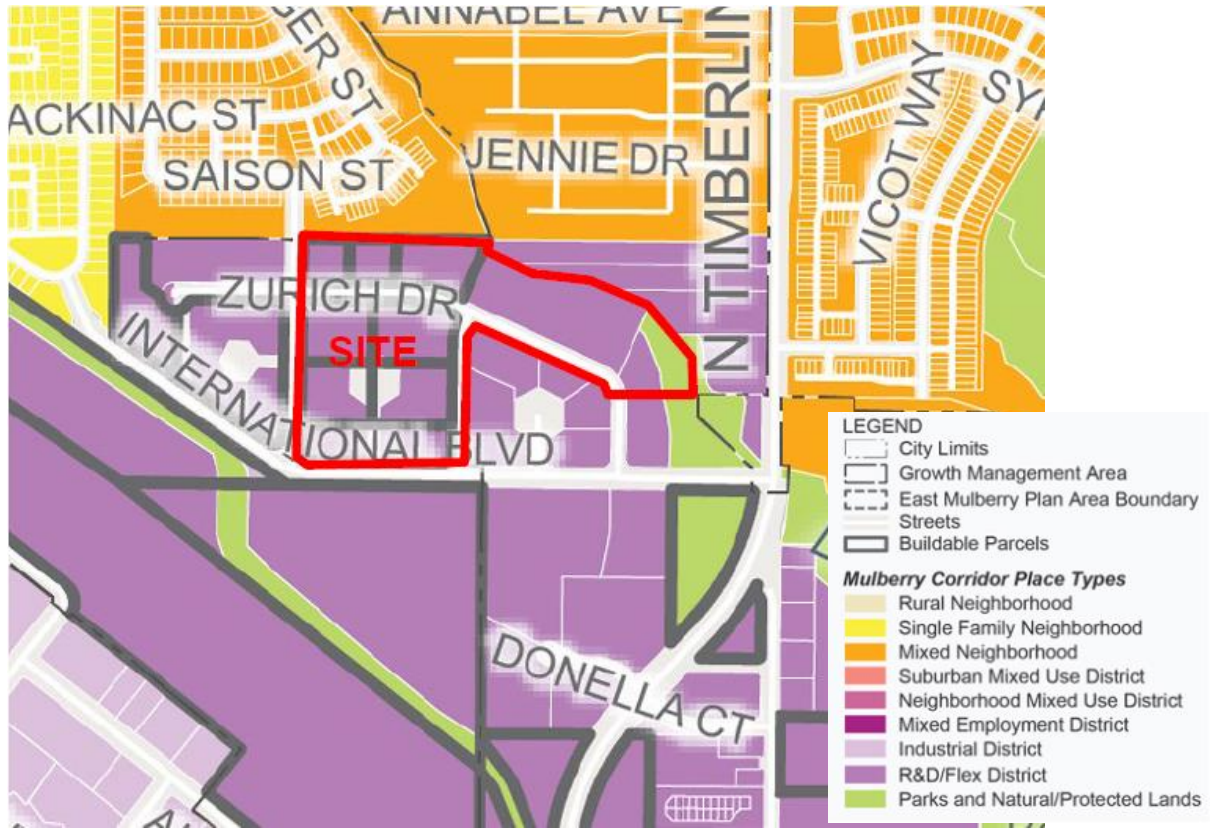 ANNABEL AVE
GER ST
N TIMBERLIN
ACKINAC ST
SAISON ST
JENNIE DR
VICOT WAY
SY
ZURICH DR
SITE
INTERNATIONAL BLVD
DONELLA CT
LEGEND
City Limits
Growth Management Area
East Mulberry Plan Area Boundary
Streets
Buildable Parcels
Mulberry Corridor Place Types
Rural Neighborhood
Single Family Neighborhood
Mixed Neighborhood
Suburban Mixed Use District
Neighborhood Mixed Use District
Mixed Employment District
Industrial District
R&D/Flex District
Parks and Natural/Protected Lands